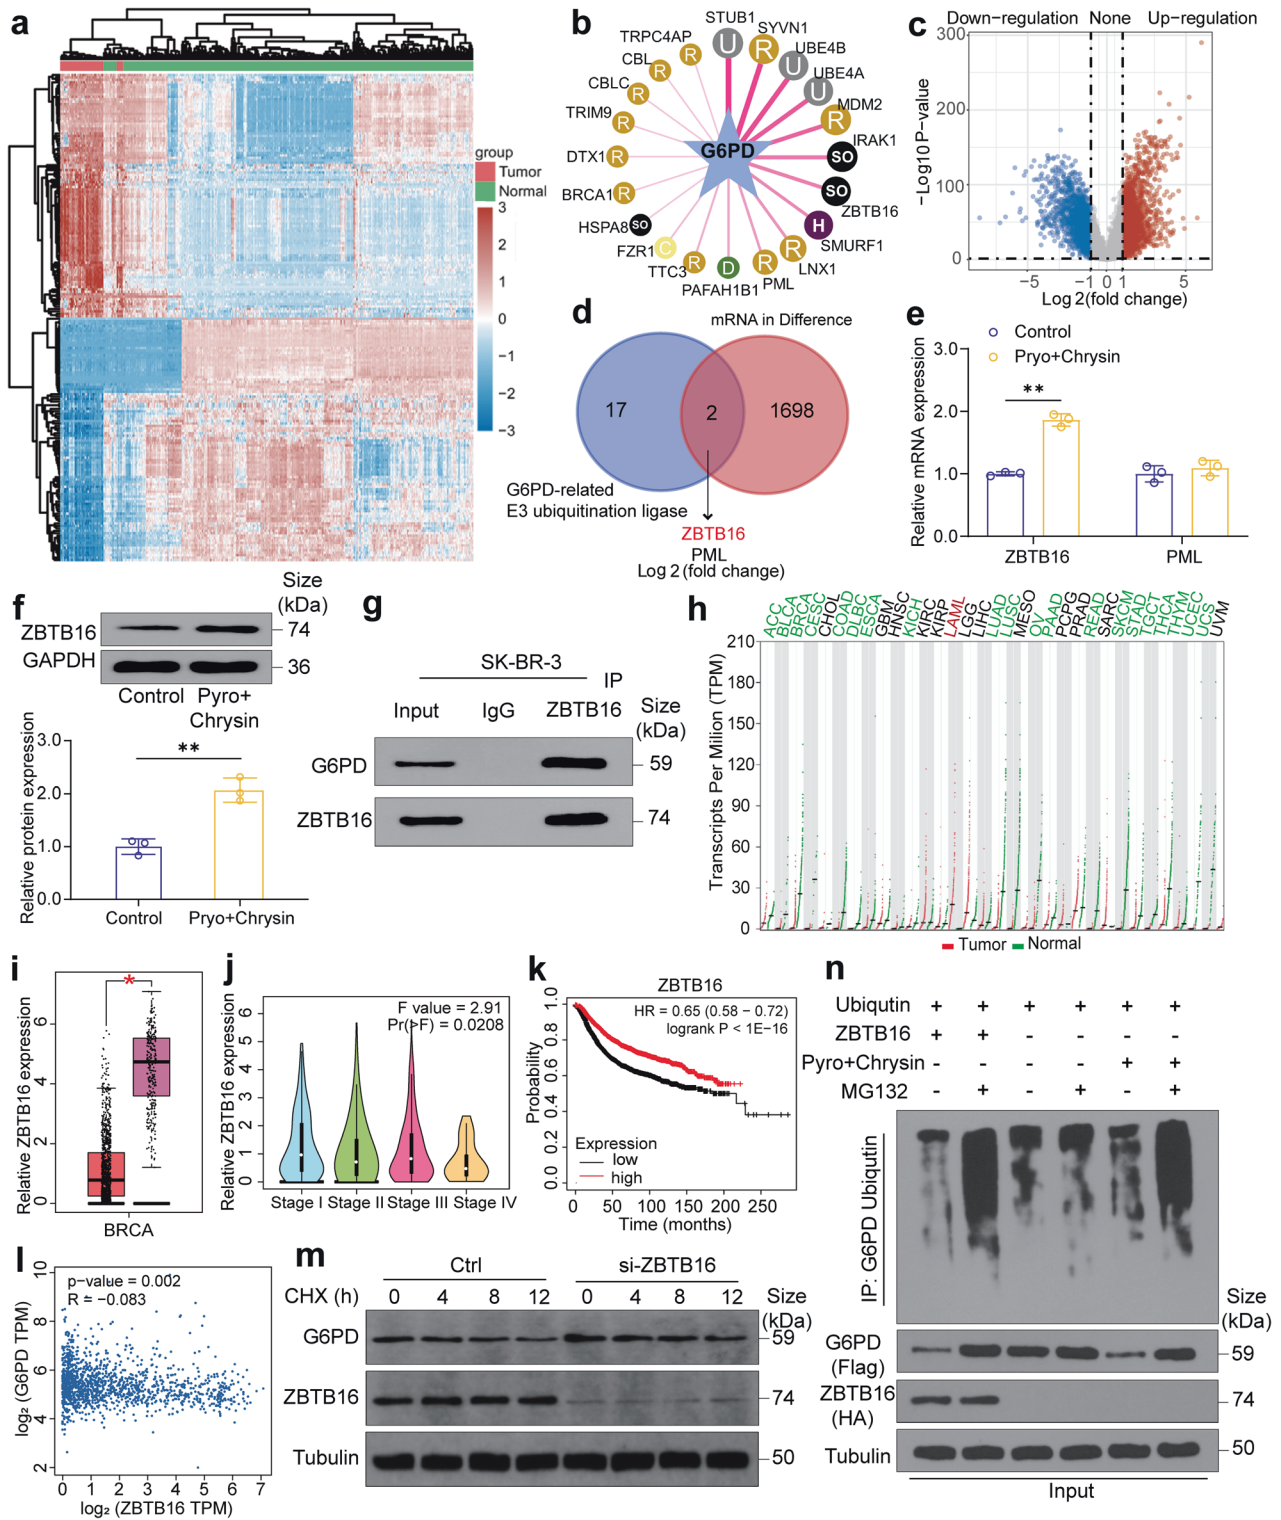 a
group
Tumor
Normal
3
2
1
0
−1
−2
−3
b
STUB1
SYVN1
UBE4B
UBE4A
MDM2
IRAK1
ZBTB16
SMURF1
LNX1
PML
PAFAH1B1
TTC3
FZR1
HSPA8
BRCA1
DTX1
TRIM9
CBLC
CBL
TRPC4AP
G6PD
U
R
U
U
R
SO
SO
H
R
R
D
R
C
SO
R
R
R
R
R
R
c
Down−regulation None Up−regulation
300
200
100
0
−Log10 P−value
−5 −1 0 1 5
Log 2 (fold change)
d
mRNA in Difference
17 2 1698
G6PD-related
E3 ubiquitination ligase
ZBTB16
PML
Log 2 (fold change)
e
Control
Pryo+Chrysin
Relative mRNA expression
3.0
2.0
1.0
0.0
**
ZBTB16 PML
f
Size
(kDa)
ZBTB16 74
GAPDH 36
Control Pyro+
Chrysin
Relative protein expression
3.0
2.0
1.0
0.0
**
Control Pryo+Chrysin
g
SK-BR-3
IP
Input IgG ZBTB16
Size
(kDa)
G6PD 59
ZBTB16 74
h
ACC BLCA BRCA CESC CHOL COAD DLBC ESCA GBM HNSC KICH KIRC KIRP LAML LGG LIHC LUAD LUSC MESO OV PAAD PCPG PRAD READ SARC SKCM STAD TGCT THCA THYM UCEC UCS UVM
Transcripts Per Milion (TPM)
210
180
150
120
90
60
30
0
Tumor Normal
i
Relative ZBTB16 expression
6
4
2
0
*
BRCA
j
F value = 2.91
Pr(>F) = 0.0208
Relative ZBTB16 expression
6
5
4
3
2
1
0
Stage I Stage II Stage III Stage IV
k
ZBTB16
HR = 0.65 (0.58 − 0.72)
logrank P < 1E−16
Probability
1.0
0.8
0.6
0.4
0.2
0.0
Expression
low
high
0 50 100 150 200 250
Time (months)
l
p−value = 0.002
R = −0.083
log₂ (G6PD TPM)
10
8
6
4
2
0 1 2 3 4 5 6 7
log₂ (ZBTB16 TPM)
m
Ctrl si-ZBTB16
CHX (h) 0 4 8 12 0 4 8 12
Size
(kDa)
G6PD 59
ZBTB16 74
Tubulin 50
n
Ubiqutin + + + + + +
ZBTB16 + + - - - -
Pyro+Chrysin - - - - + +
MG132 - + - + - +
IP: G6PD Ubiqutin
Size
(kDa)
G6PD
(Flag)
59
ZBTB16
(HA)
74
Tubulin 50
Input